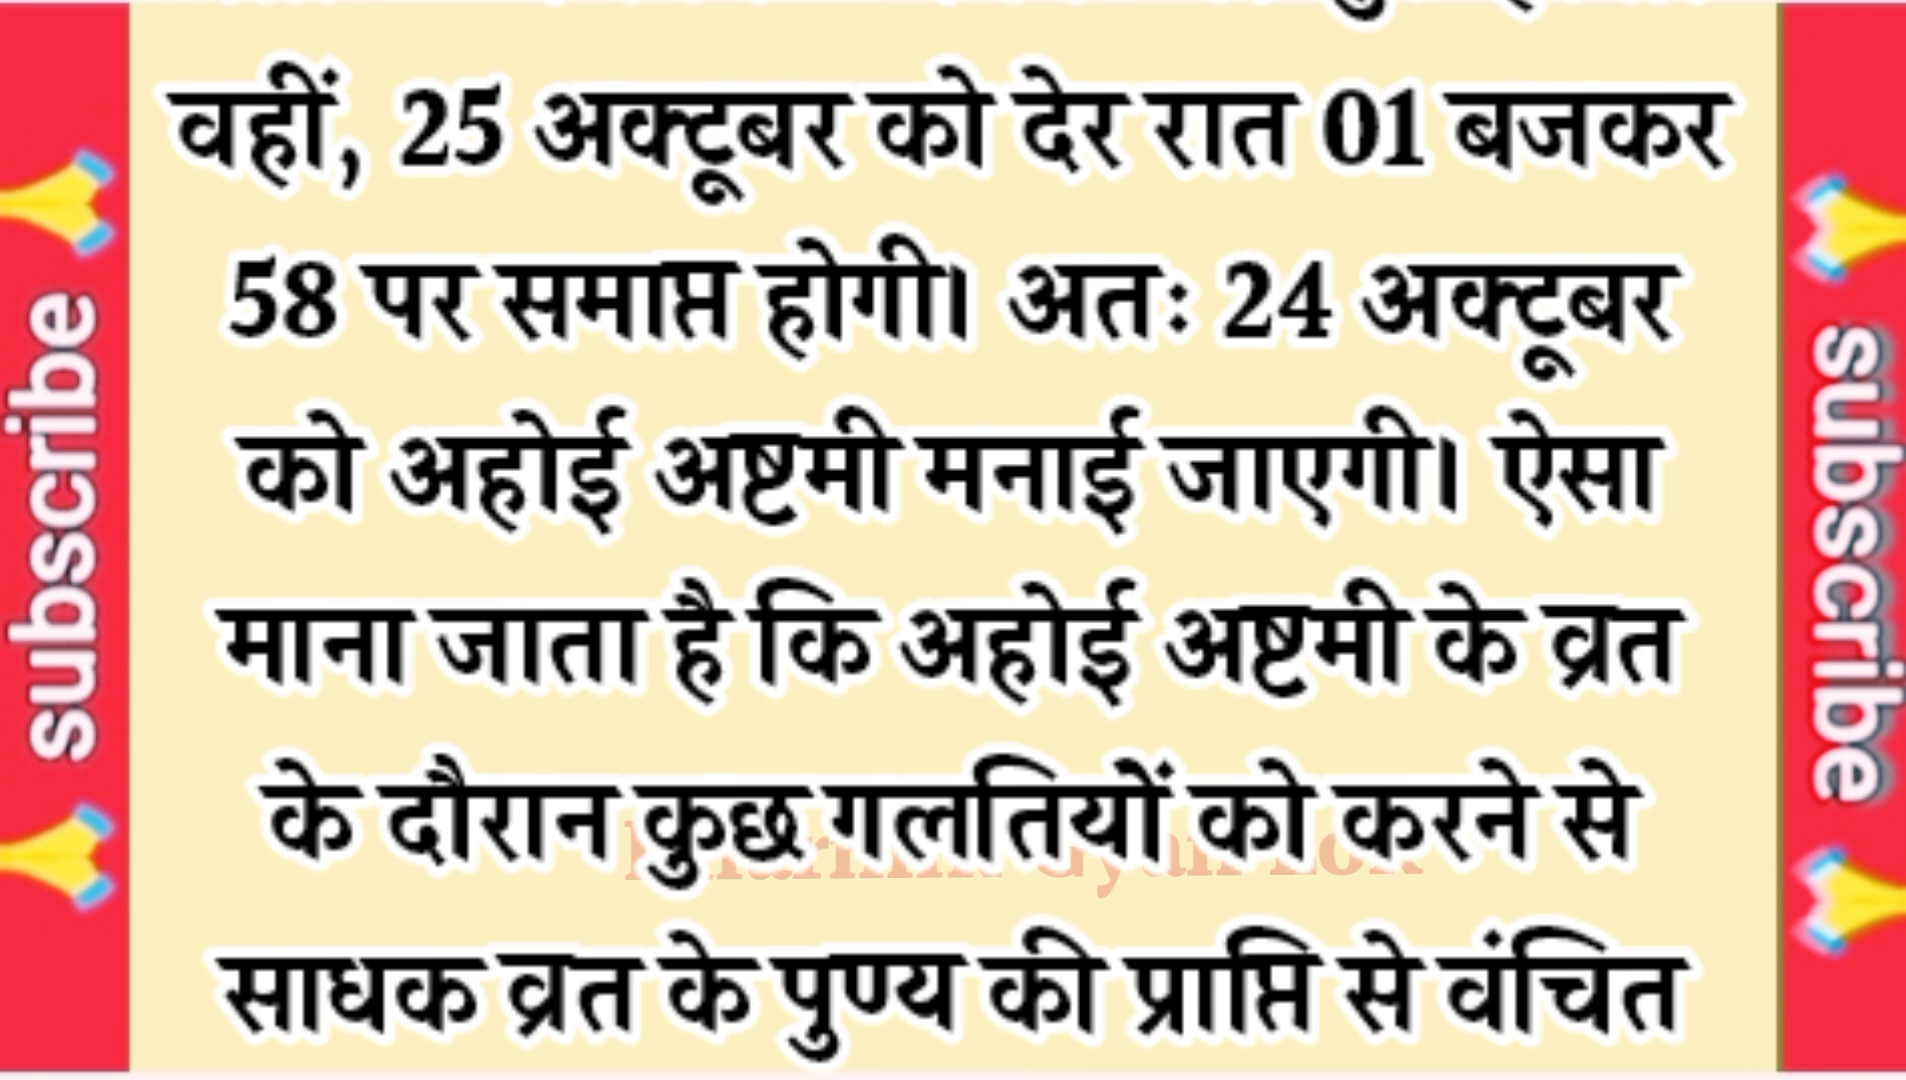 subscribe
वहीं, 25 अक्टूबर को देर रात 01 बजकर
58 पर समाप्त होगी। अतः 24 अक्टूबर
को अहोई अष्टमी मनाई जाएगी। ऐसा
माना जाता है कि अहोई अष्टमी के व्रत
के दौरान कुछ गलतियों को करने से
साधक व्रत के पुण्य की प्राप्ति से वंचित
subscribe